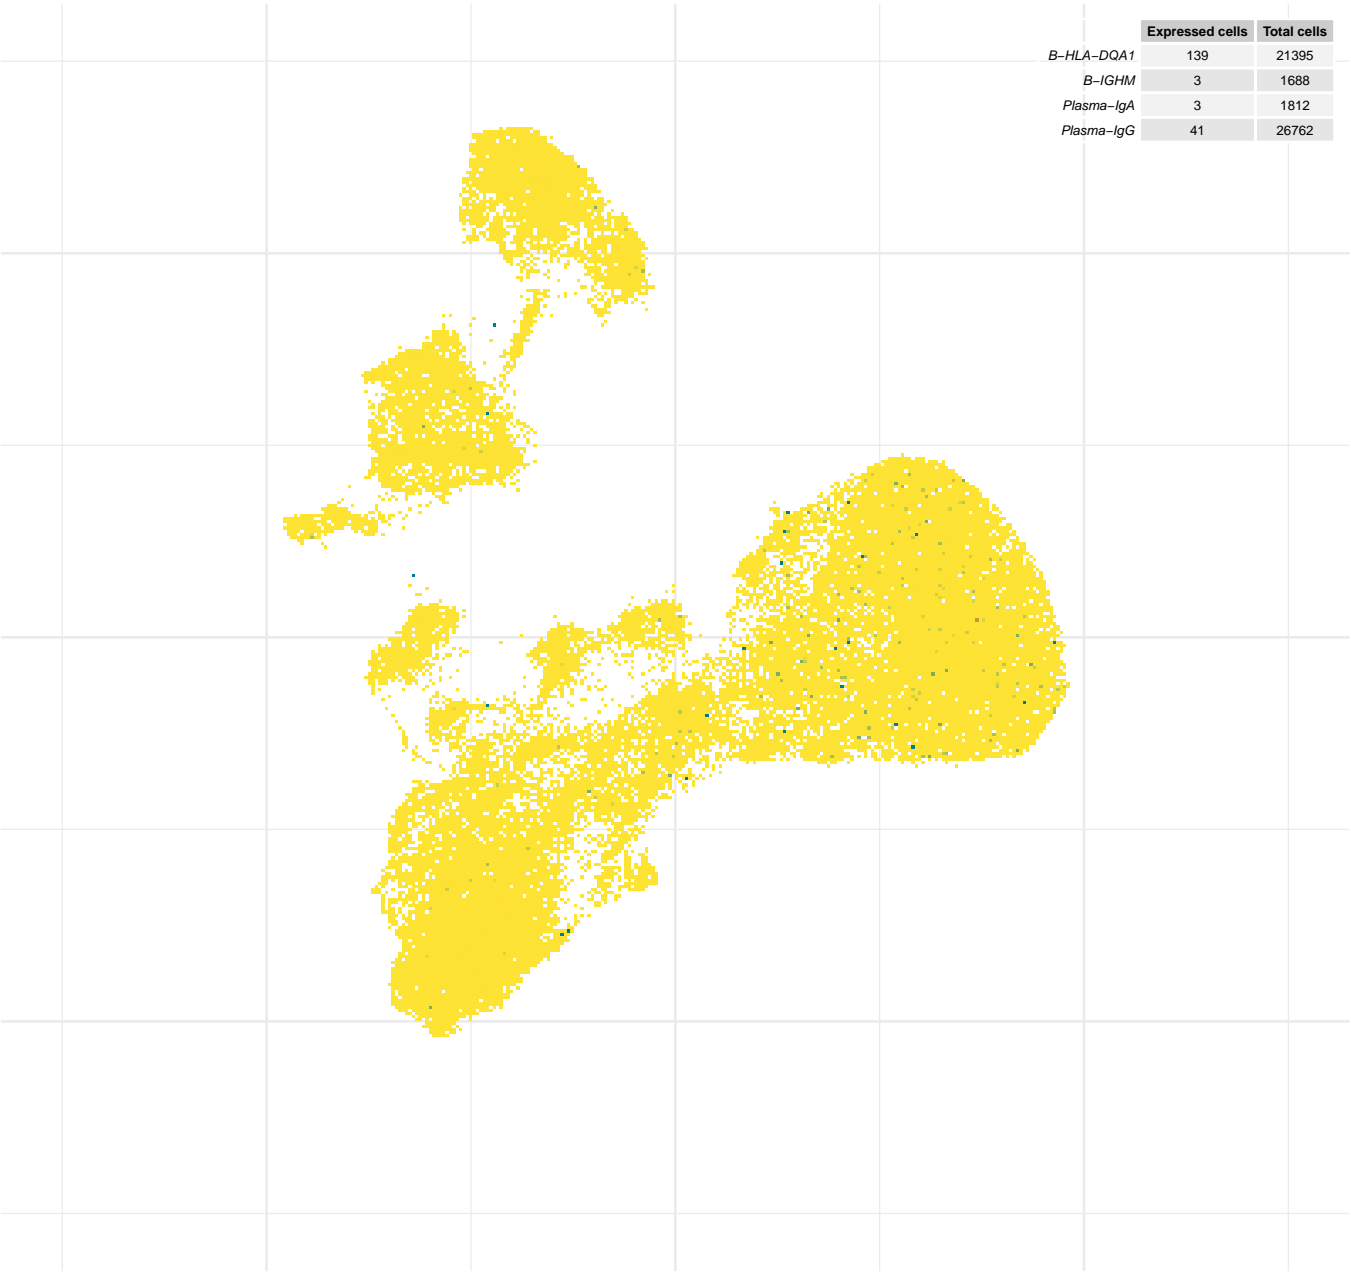 Expressed cells Total cells
B−HLA−DQA1 139 21395
B−IGHM 3 1688
Plasma−IgA 3 1812
Plasma−IgG 41 26762